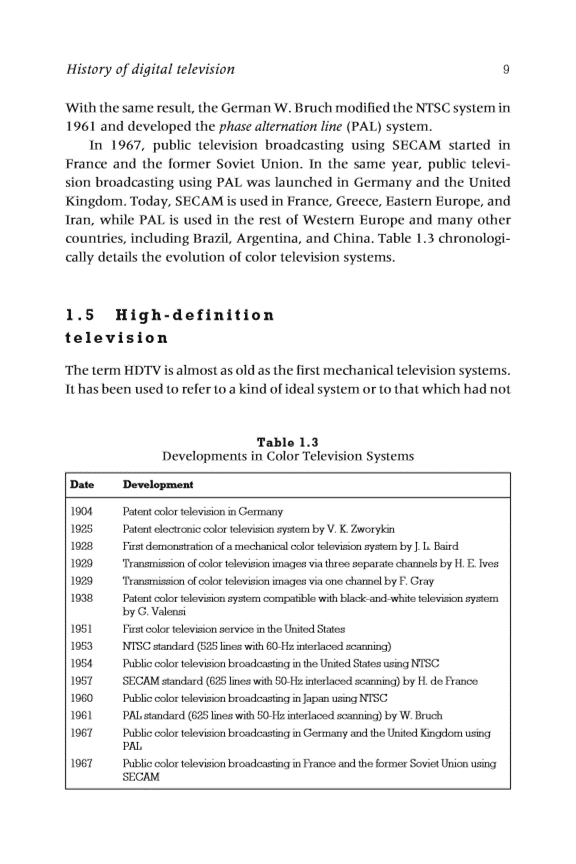 History of digital television 9
With the same result, the German W. Bruch modified the NTSC system in
1961 and developed the phase alternation line (PAL) system.
In 1967, public television broadcasting using SECAM started in
France and the former Soviet Union. In the same year, public televi-
sion broadcasting using PAL was launched in Germany and the United
Kingdom. Today, SECAM is used in France, Greece, Eastern Europe, and
Iran, while PAL is used in the rest of Western Europe and many other
countries, including Brazil, Argentina, and China. Table 1.3 chronologi-
cally details the evolution of color television systems.
1.5 High-definition
television
The term HDTV is almost as old as the first mechanical television systems.
It has been used to refer to a kind of ideal system or to that which had not
Table 1.3
Developments in Color Television Systems
Date Development
1904 Patent color television in Germany
1925 Patent electronic color television system by V. K. Zworykin
1928 First demonstration of a mechanical color television system by J. L. Baird
1929 Transmission of color television images via three separate channels by H. E. Ives
1929 Transmission of color television images via one channel by F. Gray
1938 Patent color television system compatible with black-and-white television system
by G. Valensi
1951 First color television service in the United States
1953 NTSC standard (525 lines with 60-Hz interlaced scanning)
1954 Public color television broadcasting in the United States using NTSC
1957 SECAM standard (625 lines with 50-Hz interlaced scanning) by H. de France
1960 Public color television broadcasting in Japan using NTSC
1961 PAL standard (625 lines with 50-Hz interlaced scanning) by W. Bruch
1967 Public color television broadcasting in Germany and the United Kingdom using
PAL
1967 Public color television broadcasting in France and the former Soviet Union using
SECAM